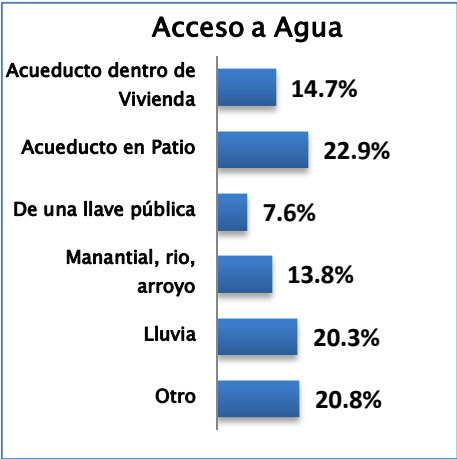 Acceso a Agua
Acueducto dentro de
Vivienda
14.7%
Acueducto en Patio
22.9%
De una llave pública
7.6%
Manantial, rio,
arroyo
13.8%
Lluvia
20.3%
Otro
20.8%